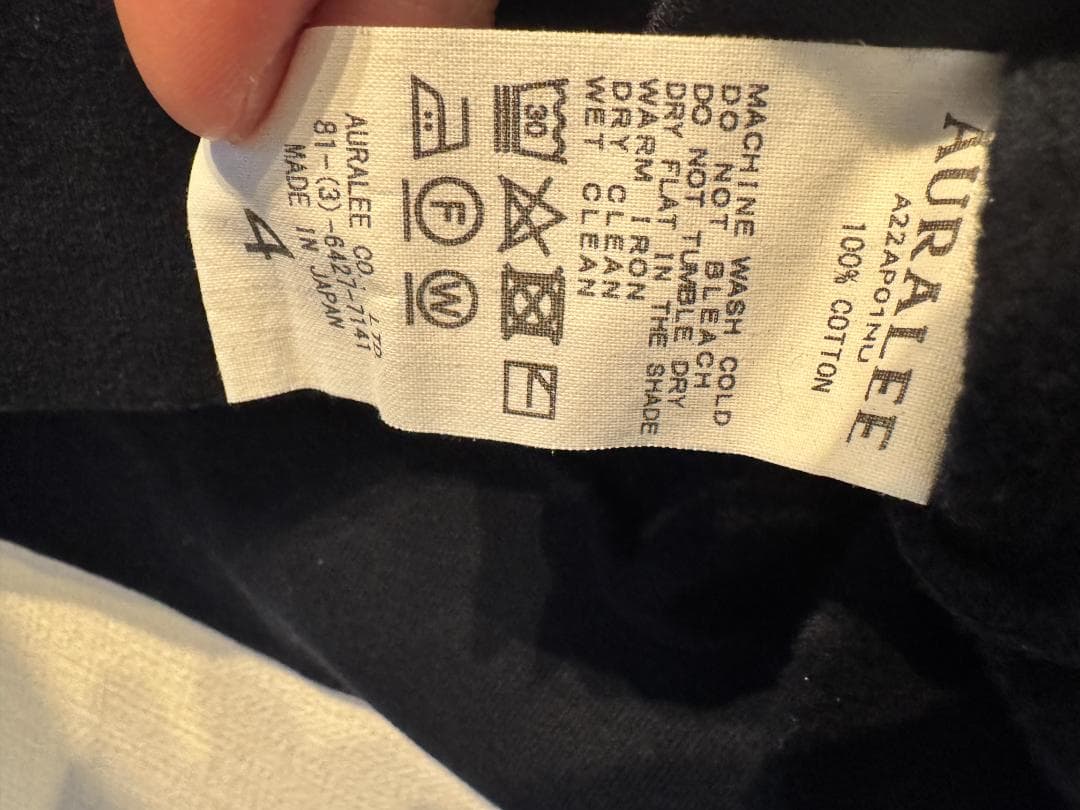 AURALEE
A22AP01NU
100% COTTON
MACHINE WASH COLD
DO NOT BLEACH
DO NOT TUMBLE DRY
DRY FLAT IN THE SHADE
WARM IRON
DRY CLEAN
WET CLEAN
30
F W
AURALEE CO. LTD
81-(3)-6427-7141
MADE IN JAPAN
4